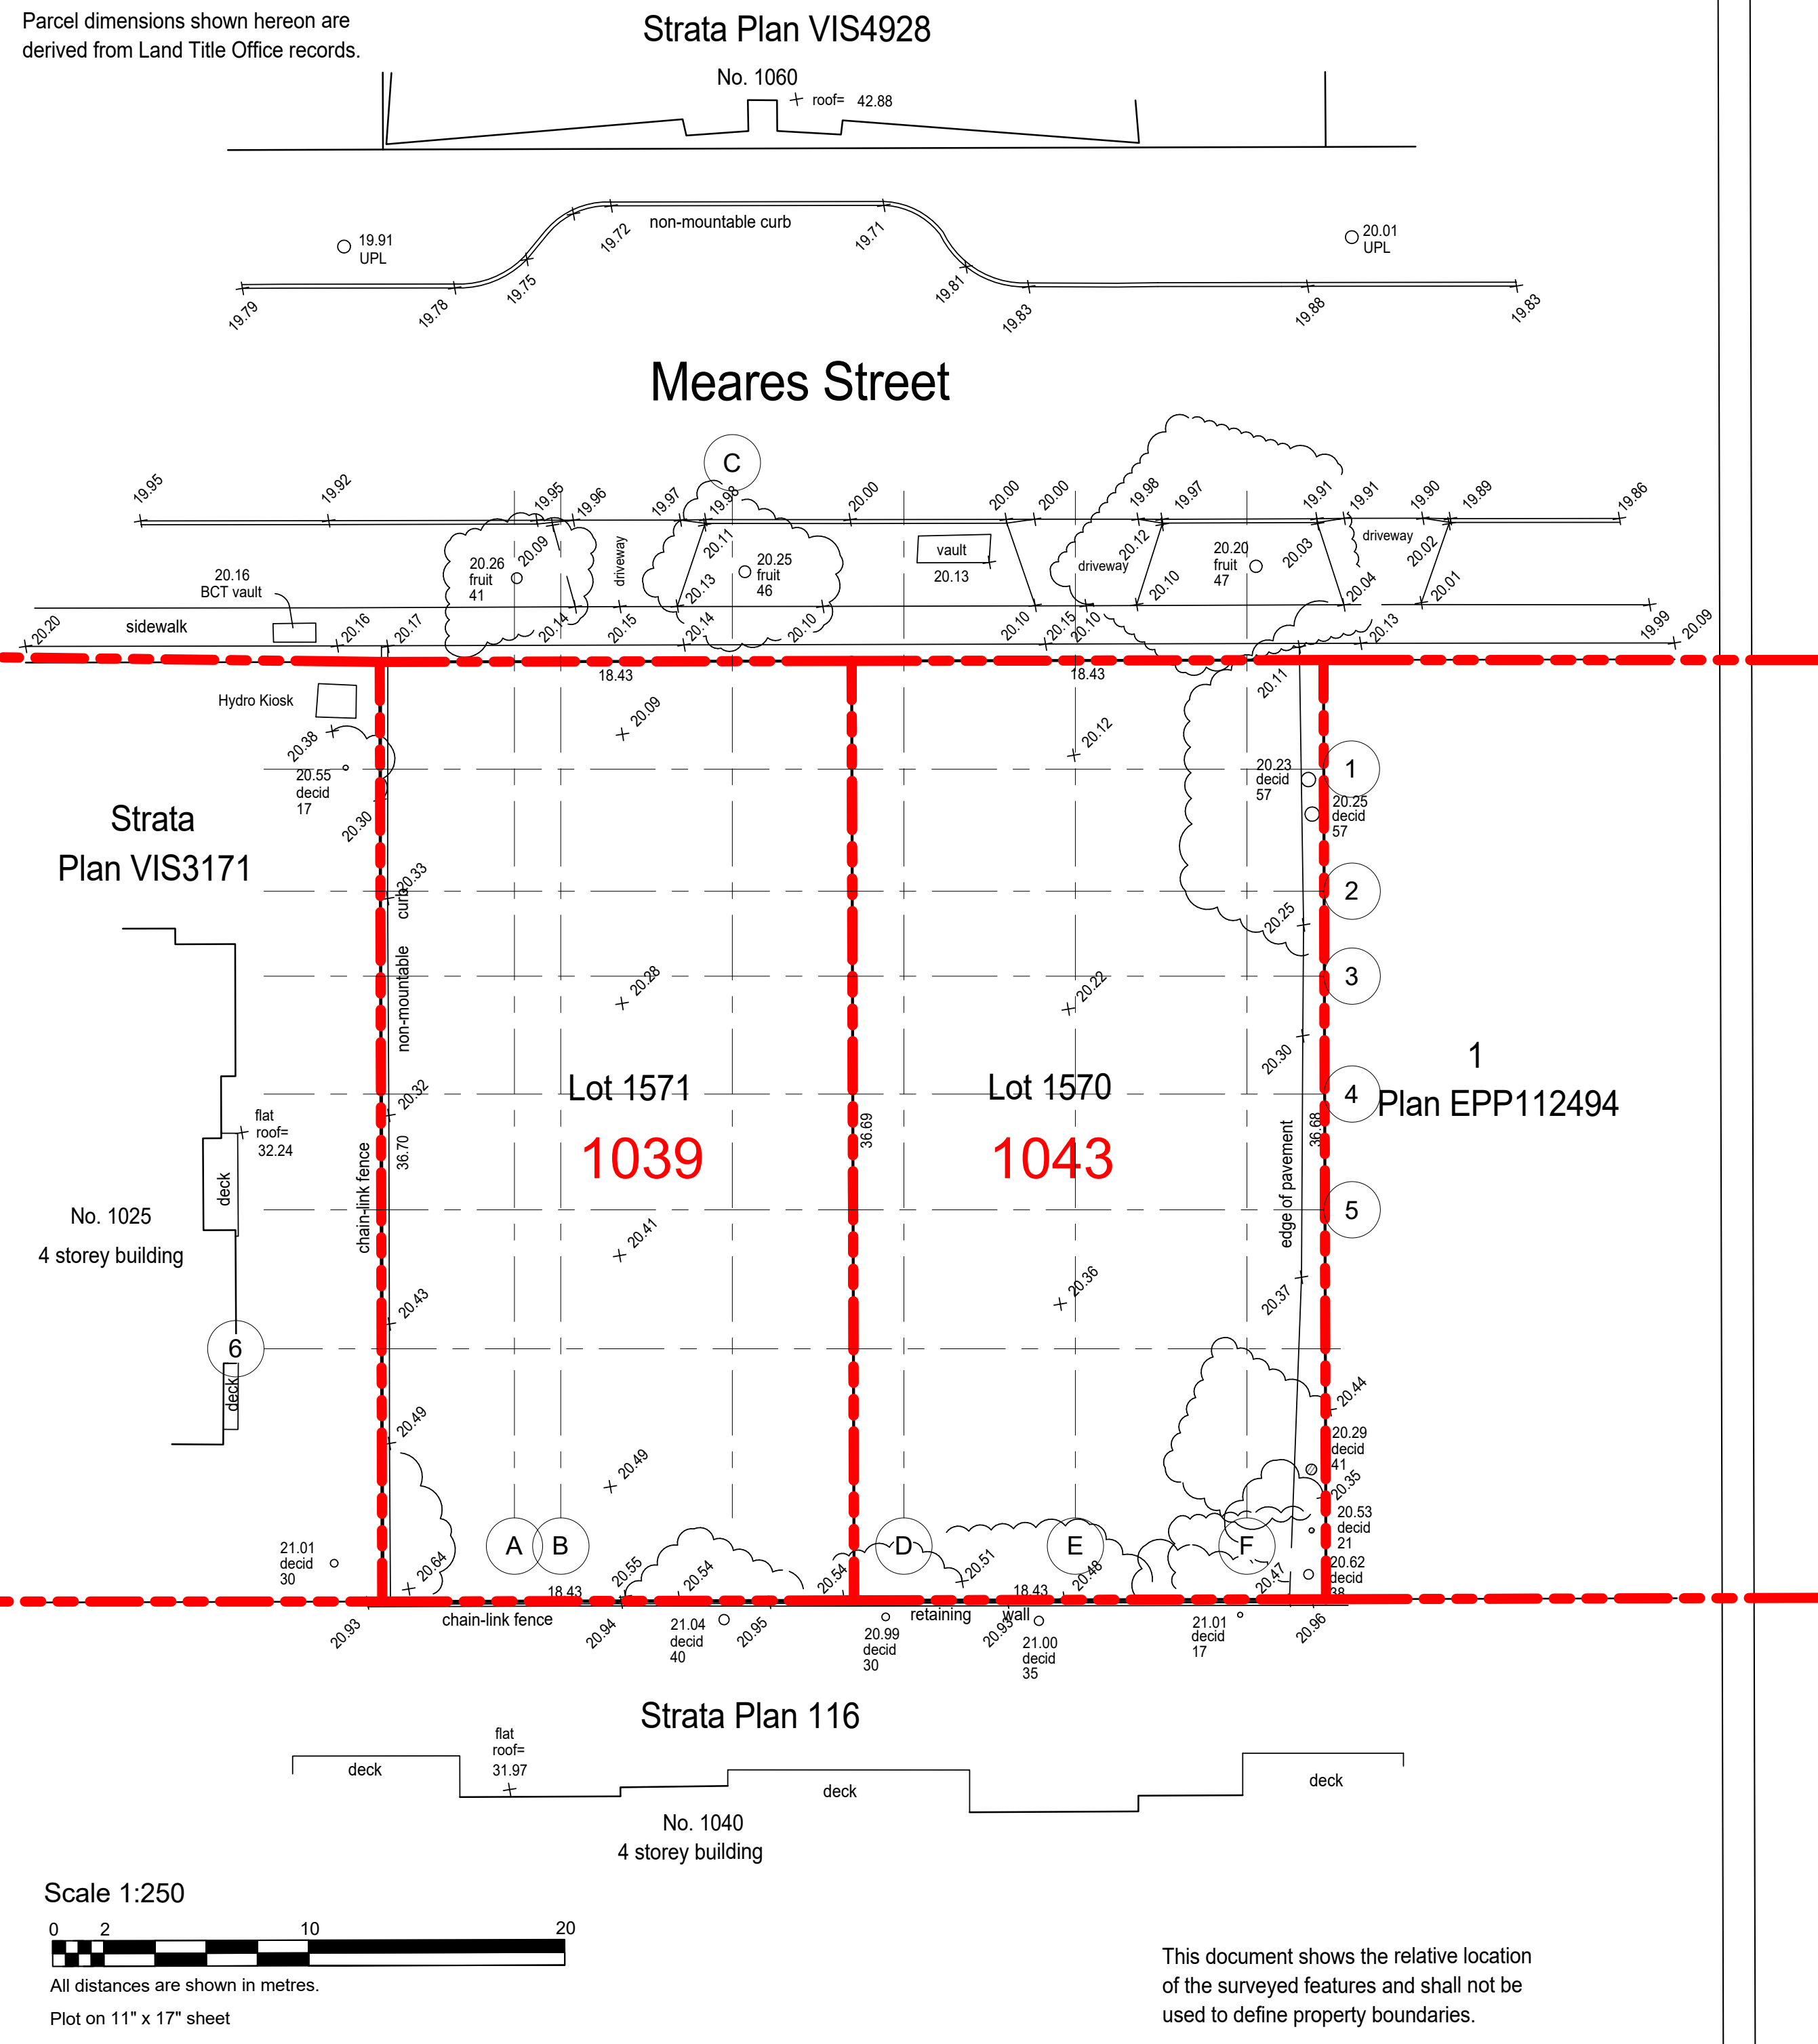 Parcel dimensions shown hereon are
derived from Land Title Office records.
Strata Plan VIS4928
No. 1060
roof= 42.88
non-mountable curb
19.72
19.71
19.91
UPL
20.01
UPL
19.75
19.81
19.79
19.78
19.83
19.88
19.83
Meares Street
C
19.95
19.92
19.95
19.96
19.97
19.98
20.00
20.00
20.00
19.98
19.97
19.91
19.91
19.90
19.89
19.86
20.09
driveway
20.11
20.12
20.03
driveway
20.02
20.26
fruit
41
20.25
fruit
46
vault
20.13
driveway
20.20
fruit
47
20.16
BCT vault
20.13
20.10
20.04
20.01
20.20
sidewalk
20.16
20.17
20.14
20.15
20.14
20.10
20.10
20.15
20.10
20.13
19.99
20.09
18.43
18.43
20.11
Hydro Kiosk
20.38
20.09
20.12
20.55
decid
17
20.30
20.23
decid
57
1
20.25
decid
57
Strata
Plan VIS3171
20.33
curb
non-mountable
2
20.25
20.28
20.22
3
20.30
1
Plan EPP112494
Lot 1571
Lot 1570
4
20.32
36.70
36.69
36.68
1039
1043
flat
roof=
32.24
deck
chain-link fence
edge of pavement
5
No. 1025
4 storey building
20.41
20.36
20.37
20.43
6
deck
20.44
20.49
20.49
20.29
decid
41
20.35
20.53
decid
21
A
B
D
E
F
21.01
decid
30
20.62
decid
38
20.64
20.55
20.54
20.54
20.51
20.48
20.47
18.43
18.43
chain-link fence
retaining wall
20.93
20.94
21.04
decid
40
20.95
20.99
decid
30
20.93
21.00
decid
35
21.01
decid
17
20.96
Strata Plan 116
flat
roof=
31.97
deck
deck
deck
No. 1040
4 storey building
Scale 1:250
0 2 10 20
All distances are shown in metres.
Plot on 11" x 17" sheet
This document shows the relative location
of the surveyed features and shall not be
used to define property boundaries.